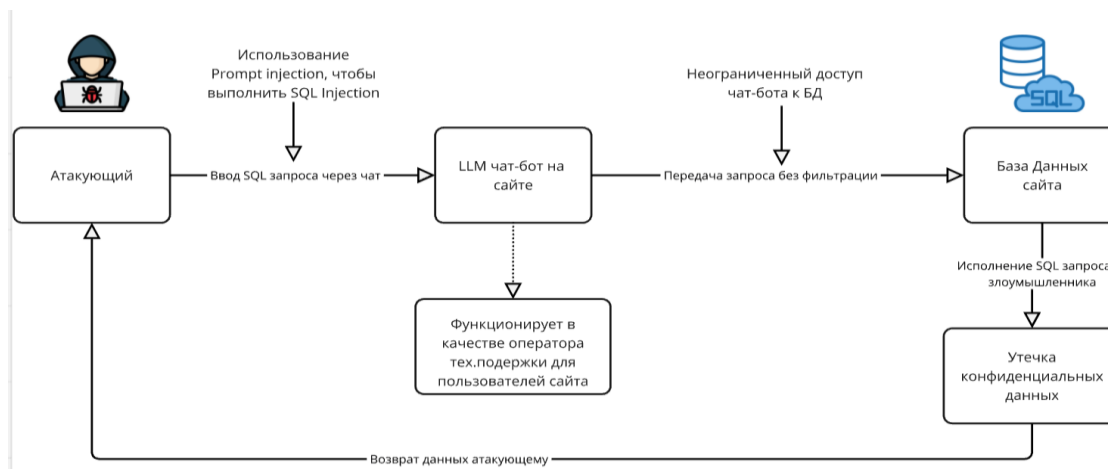 Использование
Prompt injection, чтобы
выполнить SQL Injection
Неограниченный доступ
чат-бота к БД
SQL
Атакующий
Ввод SQL запроса через чат
LLM чат-бот на
сайте
Передача запроса без фильтрации
База Данных
сайта
Исполнение SQL запроса
злоумышленника
Функционирует в
качестве оператора
тех.подержки для
пользователей сайта
Утечка
конфиденциальных
данных
Возврат данных атакующему